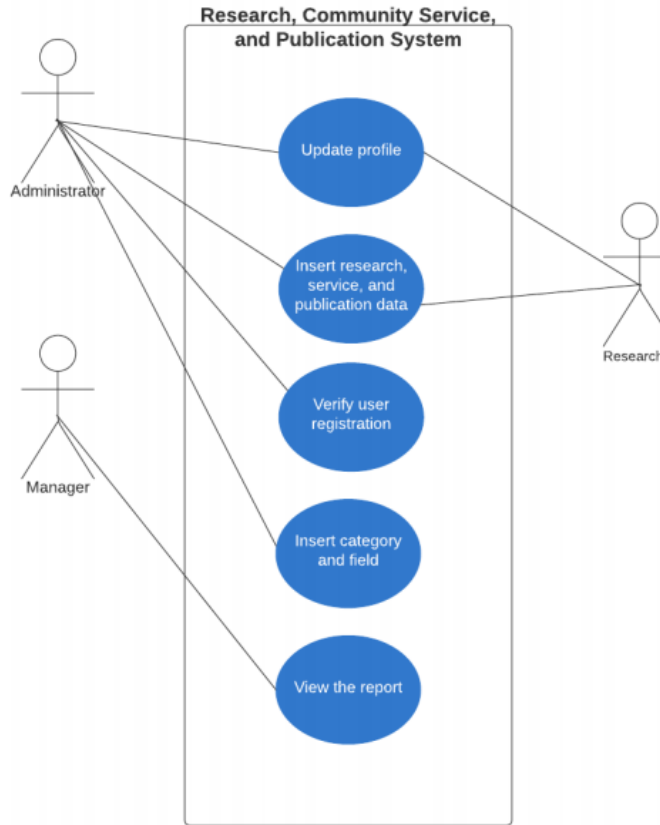 Research, Community Service,
and Publication System
Administrator
Update profile
Insert research,
service, and
publication data
Research
Verify user
registration
Manager
Insert category
and field
View the report